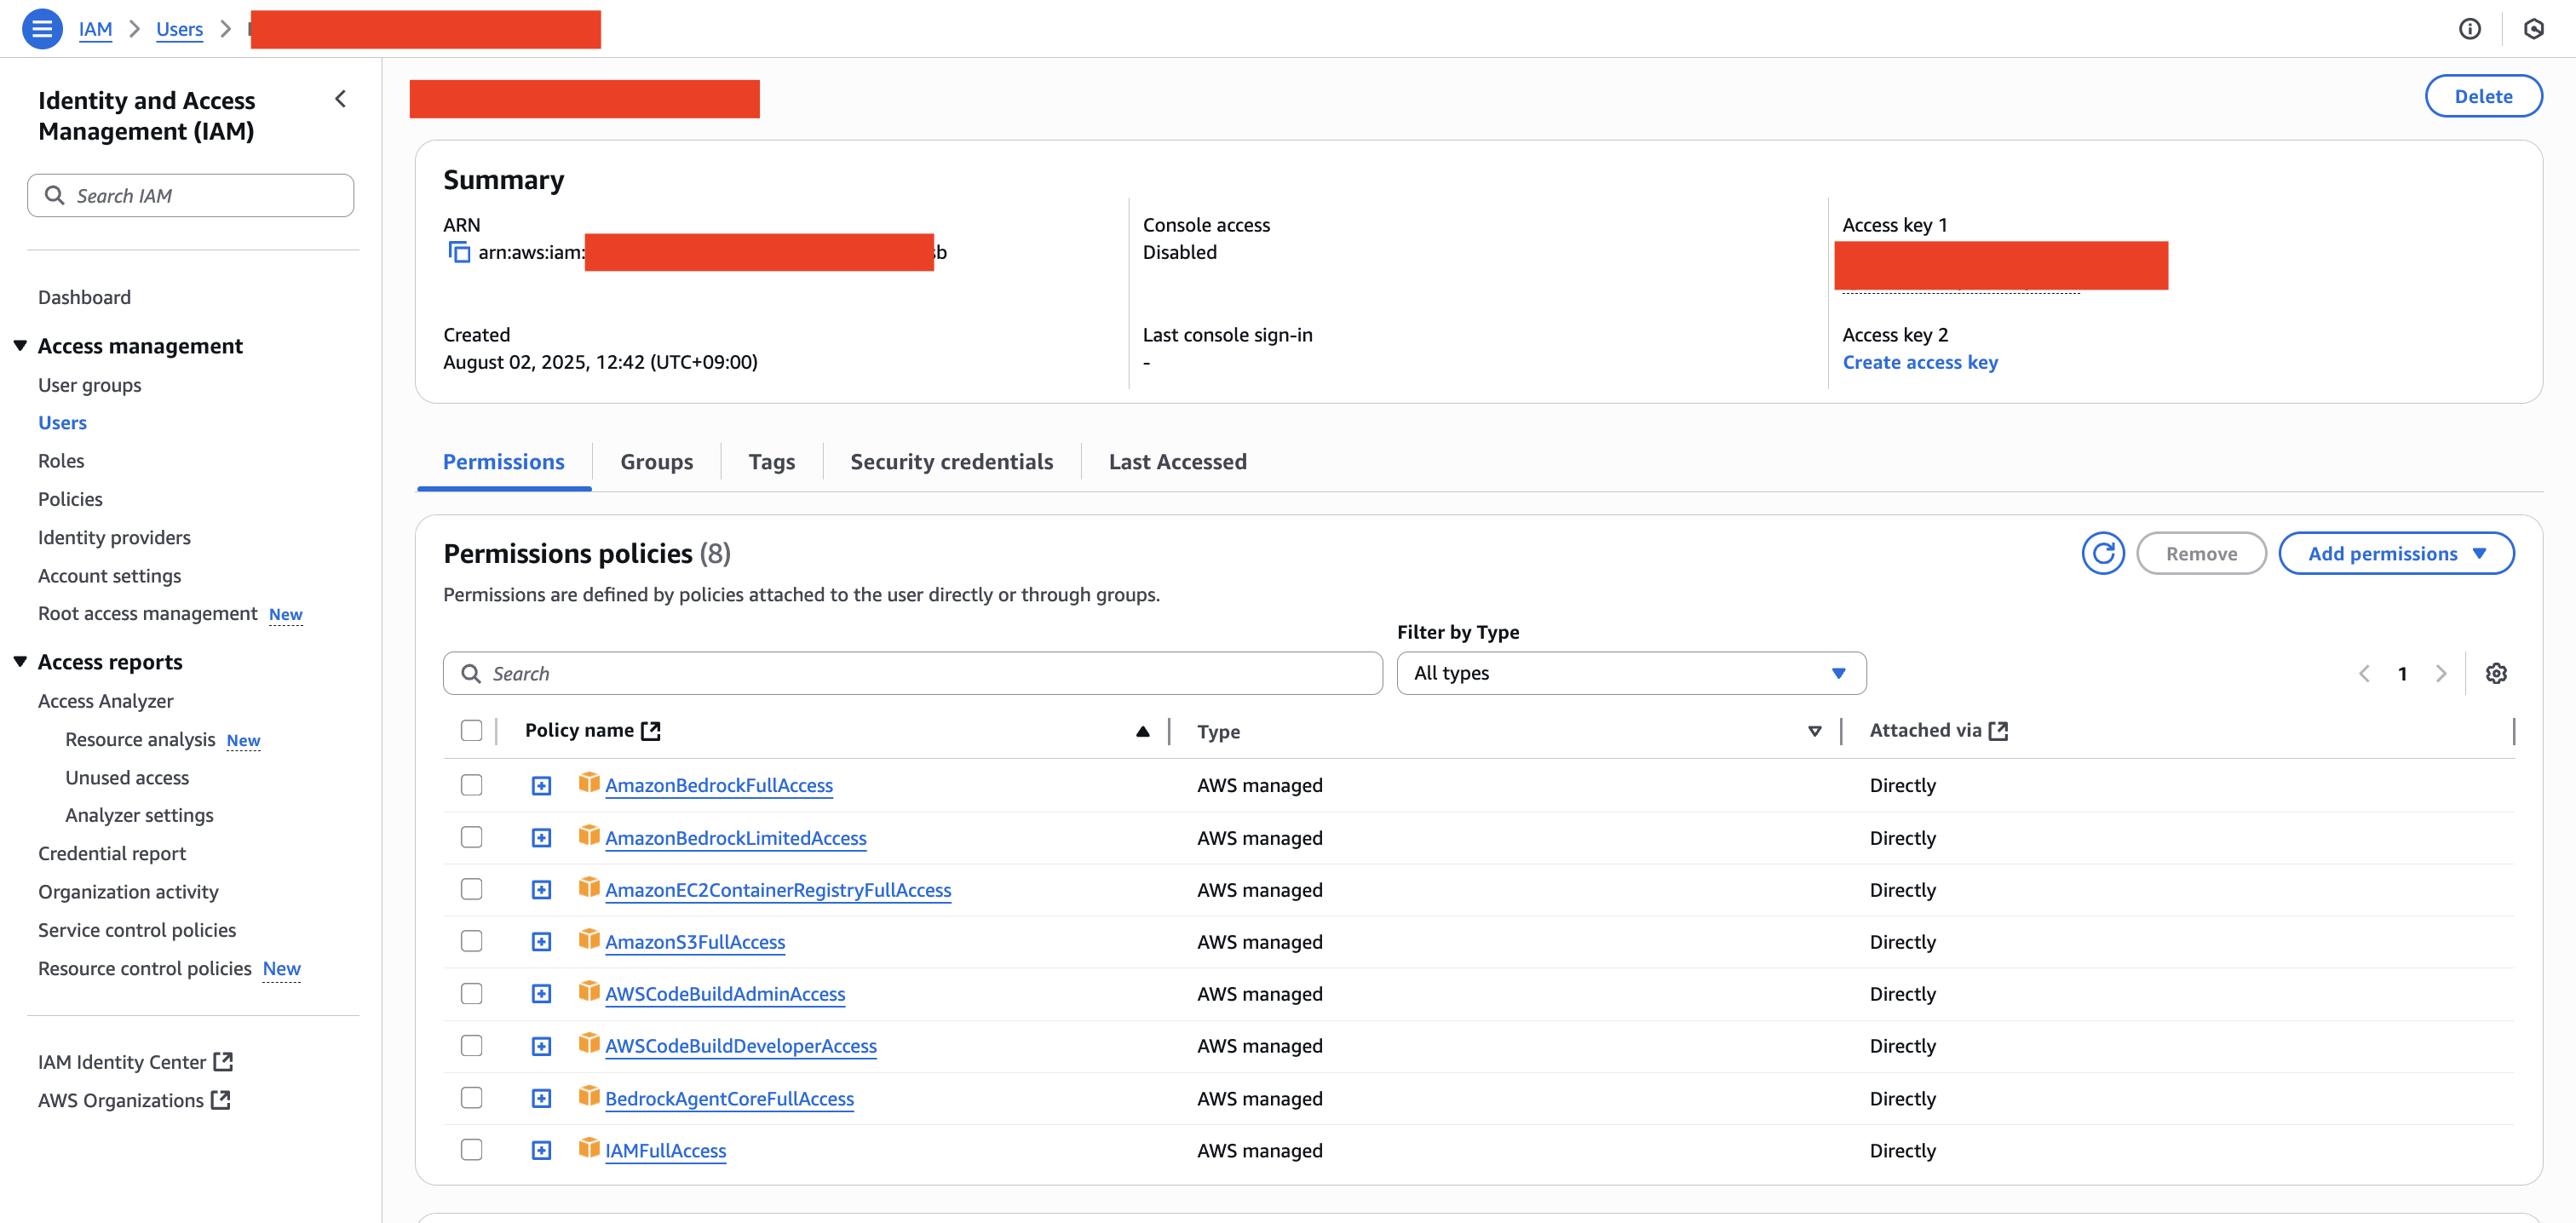 IAM > Users >
Identity and Access
Management (IAM)
Search IAM
Dashboard
Access management
User groups
Users
Roles
Policies
Identity providers
Account settings
Root access management New
Access reports
Access Analyzer
Resource analysis New
Unused access
Analyzer settings
Credential report
Organization activity
Service control policies
Resource control policies New
IAM Identity Center
AWS Organizations
Delete
Summary
ARN
arn:aws:iam: sb
Created
August 02, 2025, 12:42 (UTC+09:00)
Console access
Disabled
Last console sign-in
-
Access key 1
Access key 2
Create access key
Permissions Groups Tags Security credentials Last Accessed
Permissions policies (8)
Remove
Add permissions
Permissions are defined by policies attached to the user directly or through groups.
Filter by Type
Search
All types
1
Policy name Type Attached via
AmazonBedrockFullAccess AWS managed Directly
AmazonBedrockLimitedAccess AWS managed Directly
AmazonEC2ContainerRegistryFullAccess AWS managed Directly
AmazonS3FullAccess AWS managed Directly
AWSCodeBuildAdminAccess AWS managed Directly
AWSCodeBuildDeveloperAccess AWS managed Directly
BedrockAgentCoreFullAccess AWS managed Directly
IAMFullAccess AWS managed Directly